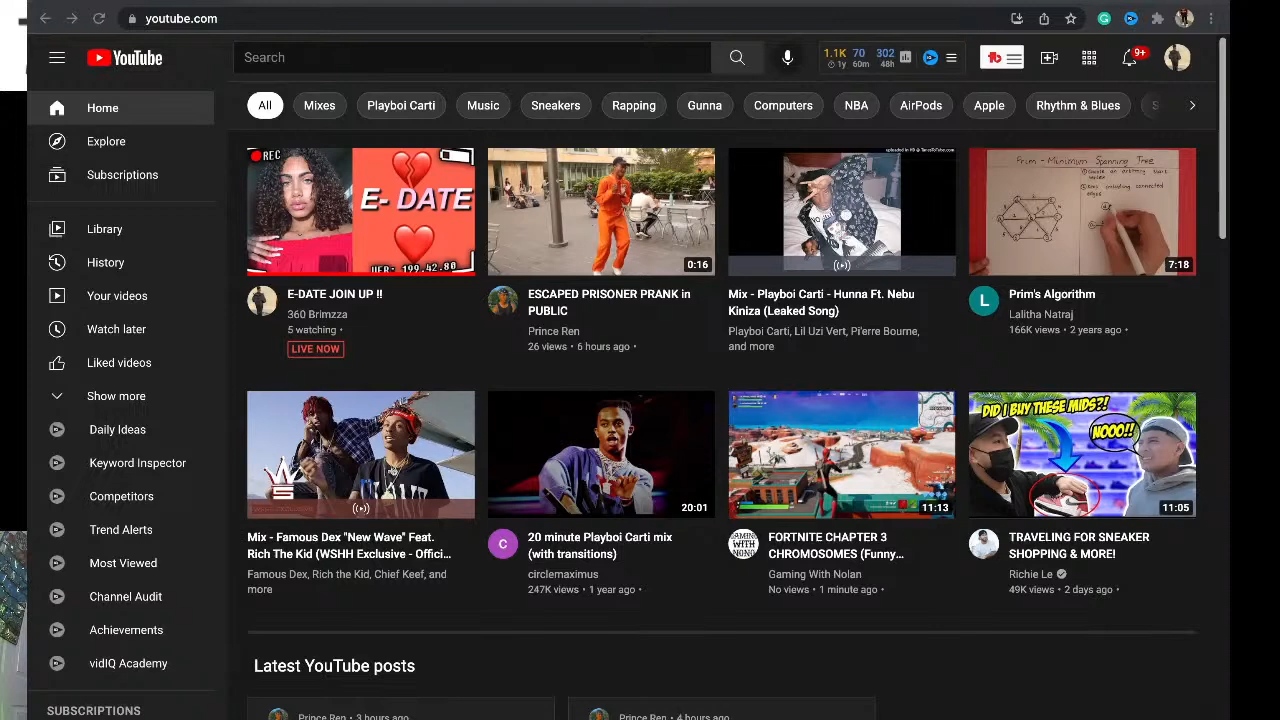 youtube.com
YouTube
Search
1.1K 70 302
1y 60m 48h
9+
Home
Explore
Subscriptions
Library
History
Your videos
Watch later
Liked videos
Show more
Daily Ideas
Keyword Inspector
Competitors
Trend Alerts
Most Viewed
Channel Audit
Achievements
vidIQ Academy
SUBSCRIPTIONS
All
Mixes
Playboi Carti
Music
Sneakers
Rapping
Gunna
Computers
NBA
AirPods
Apple
Rhythm & Blues
S
REC
E- DATE
VER: 199.42.80
E-DATE JOIN UP !!
360 Brimzza
5 watching •
LIVE NOW
0:16
ESCAPED PRISONER PRANK in
PUBLIC
Prince Ren
26 views • 6 hours ago •
Mix - Playboi Carti - Hunna Ft. Nebu
Kiniza (Leaked Song)
Playboi Carti, Lil Uzi Vert, Pi'erre Bourne,
and more
Prim - Minimum Spanning Tree
7:18
L
Prim's Algorithm
Lalitha Natraj
166K views • 2 years ago •
Mix - Famous Dex "New Wave" Feat.
Rich The Kid (WSHH Exclusive - Offici...
Famous Dex, Rich the Kid, Chief Keef, and
more
20:01
C
20 minute Playboi Carti mix
(with transitions)
circlemaximus
247K views • 1 year ago •
11:13
GAMING
WITH
NONO
FORTNITE CHAPTER 3
CHROMOSOMES (Funny...
Gaming With Nolan
No views • 1 minute ago •
DID I BUY THESE MIDS?!
NOOO!!
11:05
TRAVELING FOR SNEAKER
SHOPPING & MORE!
Richie Le
49K views • 2 days ago •
Latest YouTube posts
Prince Ren • 3 hours ago •
Prince Ren • 4 hours ago •